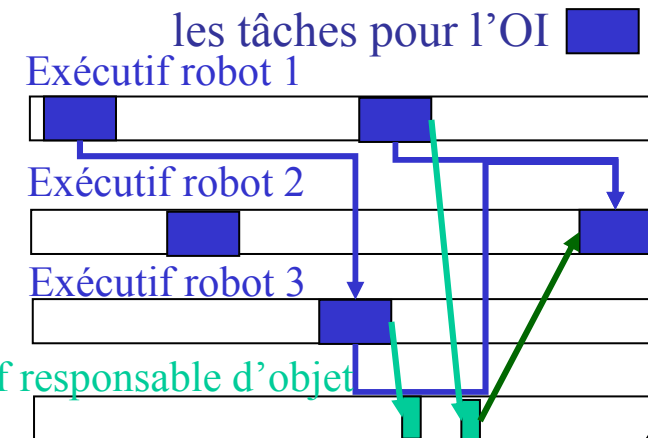 les tâches pour l’OI
Exécutif robot 1
Exécutif robot 2
Exécutif robot 3
f responsable d’objet